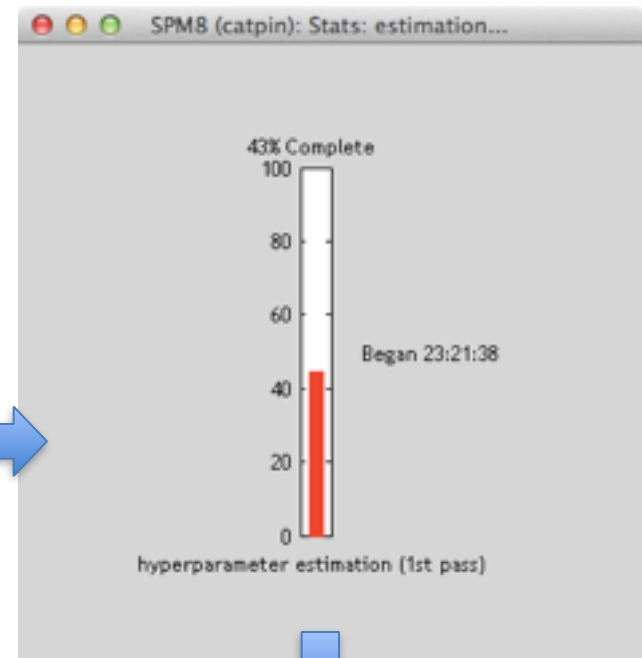 SPM8 (catpin): Stats: estimation...
43% Complete
100
80
60
Began 23:21:38
40
20
0
hyperparameter estimation (1st pass)